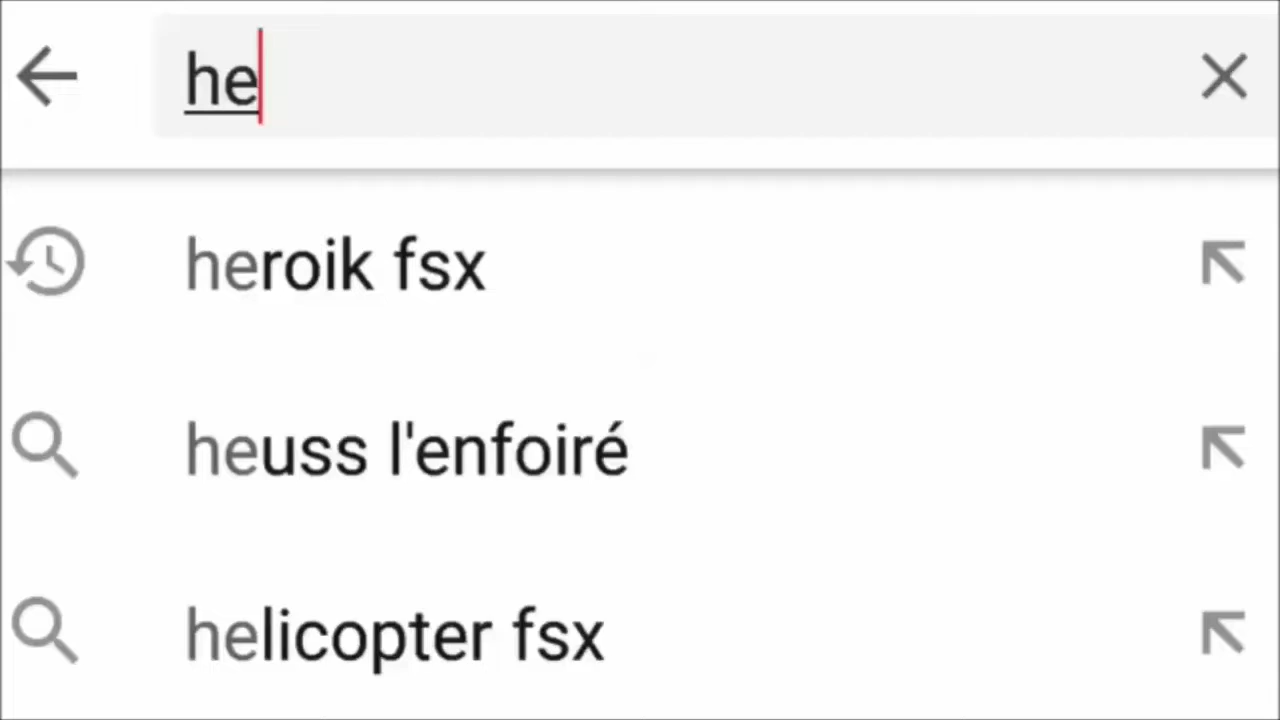 he
heroik fsx
heuss l'enfoiré
helicopter fsx